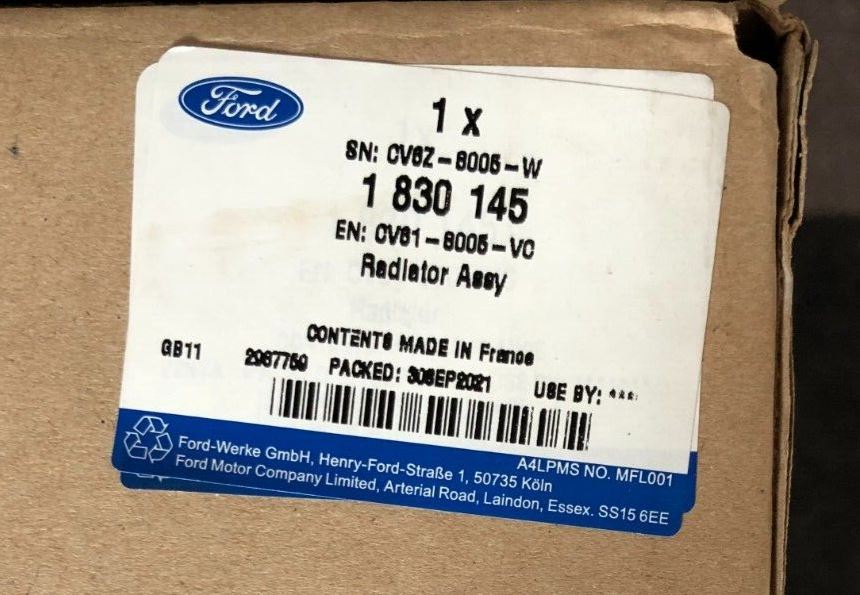 Ford
1 x
SN: CV6Z-8005-W
1 830 145
EN: CV61-8005-VC
Radiator Assy
CONTENTS MADE IN France
GB11 2987759 PACKED: 30SEP2021 USE BY: ***
A4LPMS NO. MFL001
Ford-Werke GmbH, Henry-Ford-Straße 1, 50735 Köln
Ford Motor Company Limited, Arterial Road, Laindon, Essex. SS15 6EE